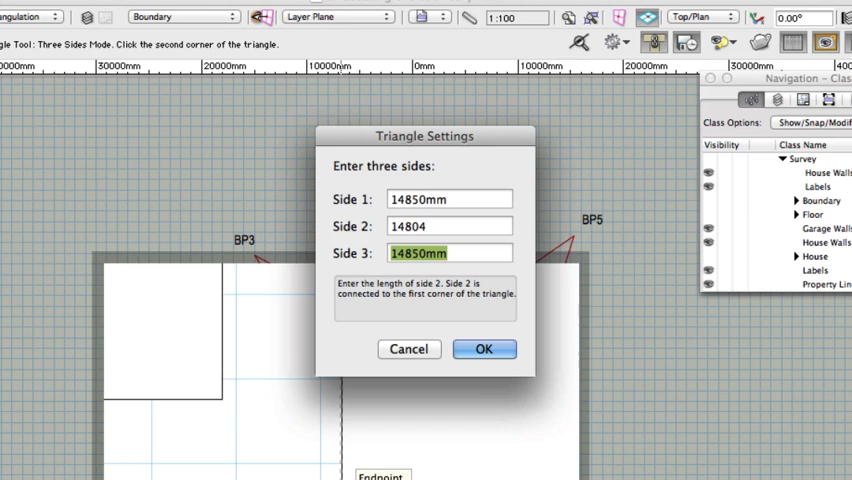 Boundary
Layer Plane
1:100
Top/Plan
0.00°
gle Tool: Three Sides Mode. Click the second corner of the triangle.
30000mm
20000mm
10000mm
0mm
10000mm
20000mm
30000mm
Navigation - Clas
Class Options:
Show/Snap/Modif
Visibility
Class Name
Survey
House Walls
Labels
Boundary
Floor
Garage Walls
House Walls
House
Labels
Property Lin
Triangle Settings
Enter three sides:
Side 1:
14850mm
Side 2:
14804
Side 3:
14850mm
Enter the length of side 2. Side 2 is
connected to the first corner of the triangle.
Cancel
OK
BP3
BP5
Endpoint